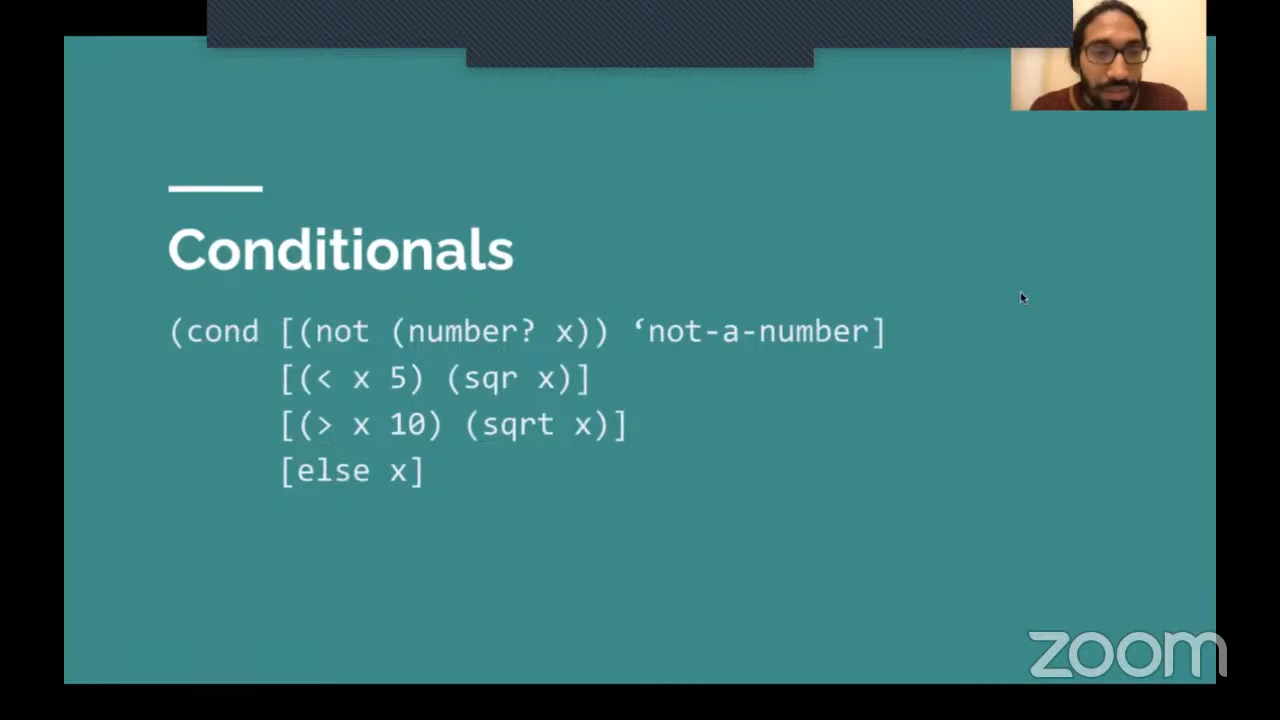 Conditionals
(cond [(not (number? x)) ‘not-a-number]
[(< x 5) (sqr x)]
[(> x 10) (sqrt x)]
[else x]
zoom